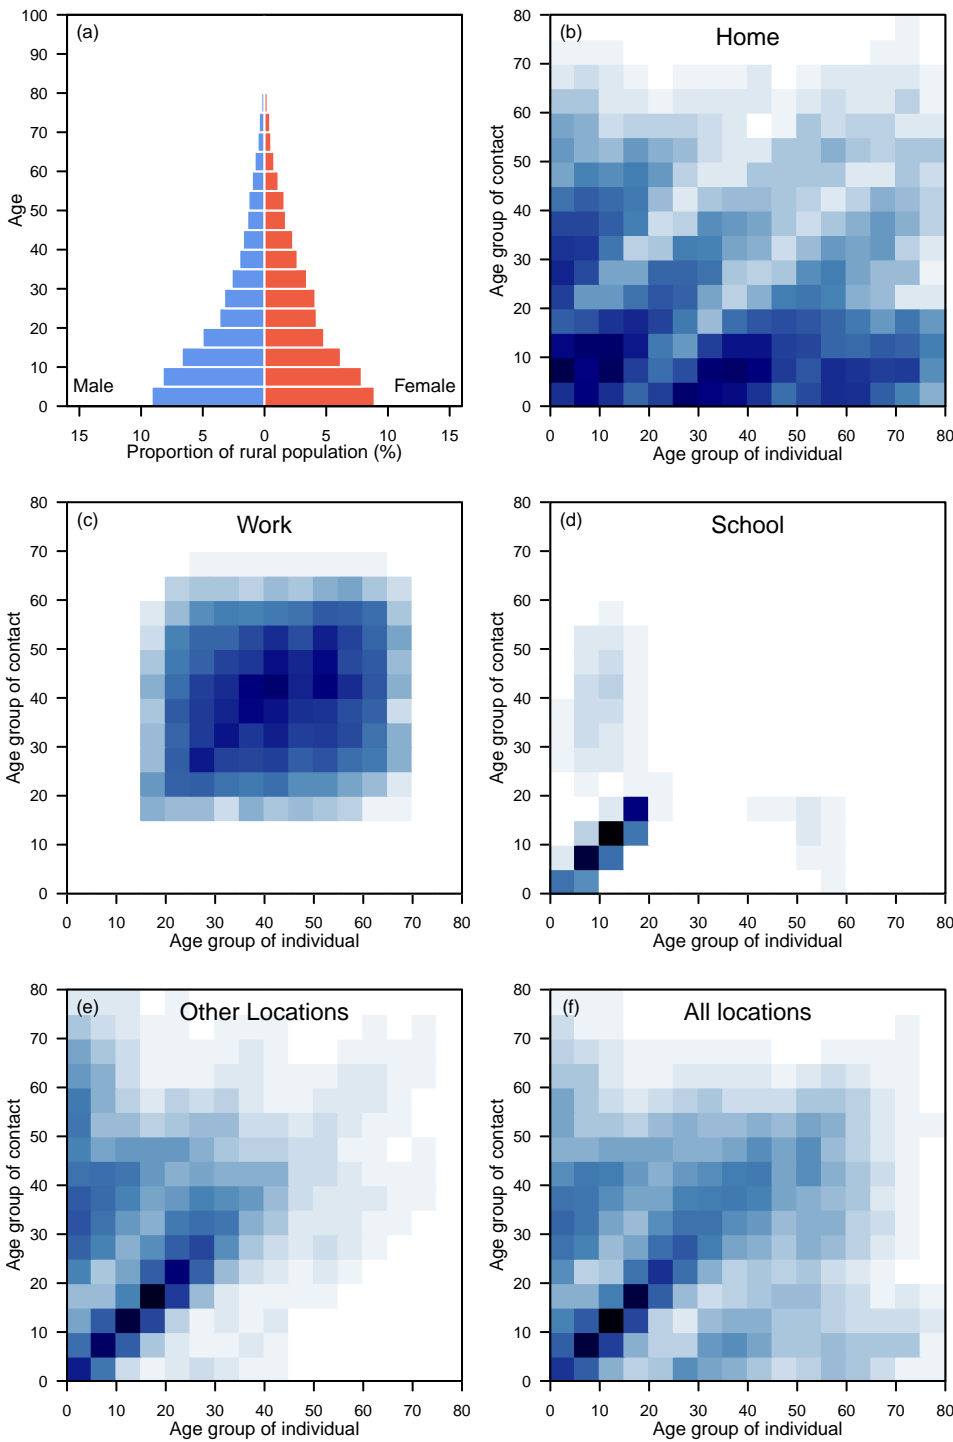 (a)
100
90
80
70
60
50
40
30
20
10
0
Age
Male
Female
15
10
5
0
5
10
15
Proportion of rural population (%)
(b)
Home
80
70
60
50
40
30
20
10
0
Age group of contact
0 10 20 30 40 50 60 70 80
Age group of individual
(c)
Work
80
70
60
50
40
30
20
10
0
Age group of contact
0 10 20 30 40 50 60 70 80
Age group of individual
(d)
School
80
70
60
50
40
30
20
10
0
Age group of contact
0 10 20 30 40 50 60 70 80
Age group of individual
(e)
Other Locations
80
70
60
50
40
30
20
10
0
Age group of contact
0 10 20 30 40 50 60 70 80
Age group of individual
(f)
All locations
80
70
60
50
40
30
20
10
0
Age group of contact
0 10 20 30 40 50 60 70 80
Age group of individual